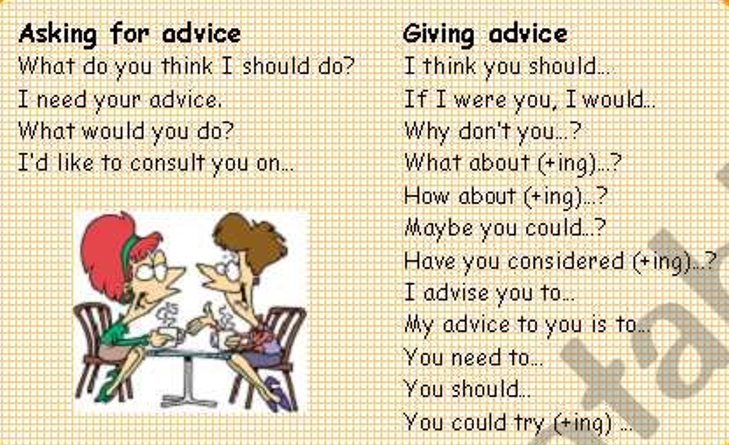 Asking for advice
What do you think I should do?
I need your advice.
What would you do?
I'd like to consult you on...
Giving advice
I think you should...
If I were you, I would...
Why don't you...?
What about (+ing)...?
How about (+ing)...?
Maybe you could...?
Have you considered (+ing)...?
I advise you to...
My advice to you is to...
You need to...
You should...
You could try (+ing) ...